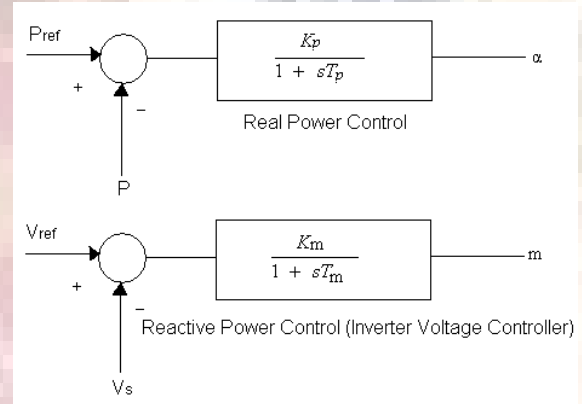 Pref
Kp
1 + sTp
α
+
−
Real Power Control
P
Vref
Km
1 + sTm
m
+
−
Reactive Power Control (Inverter Voltage Controller)
Vs